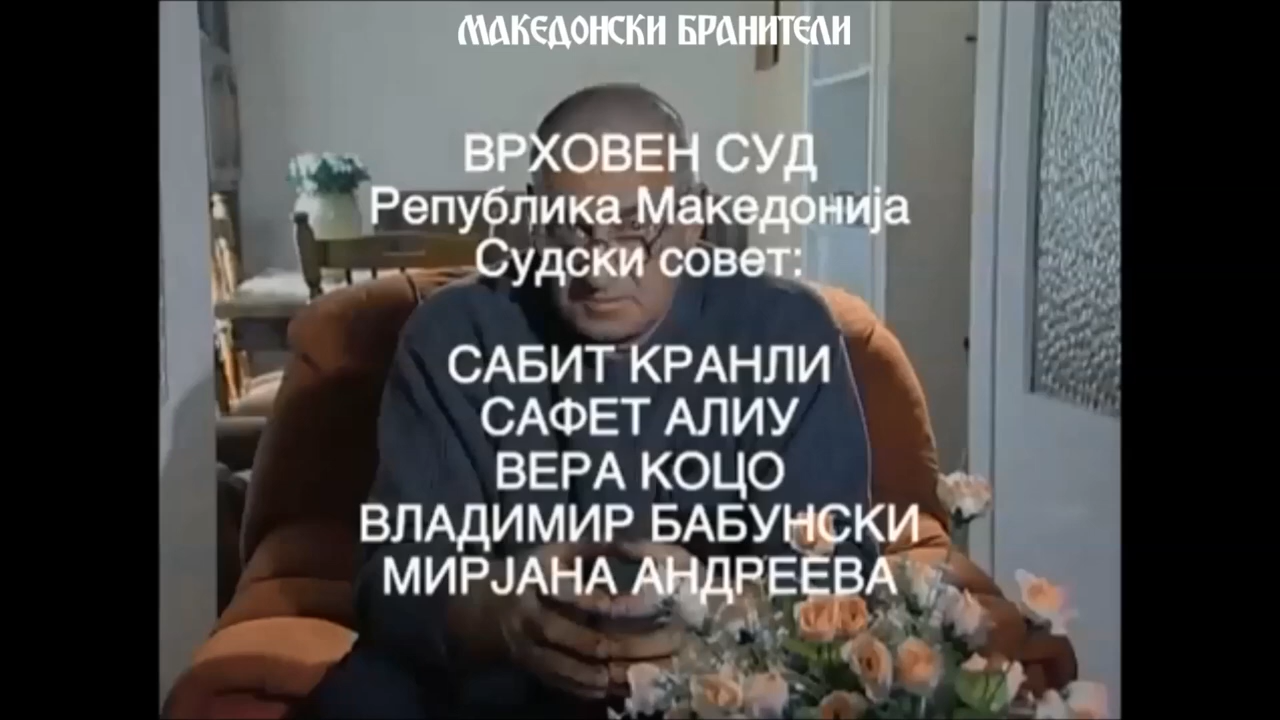 МАКЕДОНСКИ БРАНИТЕЛИ
ВРХОВЕН СУД
Република Македонија
Судски совет:
САБИТ КРАНЛИ
САФЕТ АЛИУ
ВЕРА КОЦО
ВЛАДИМИР БАБУНСКИ
МИРЈАНА АНДРЕЕВА